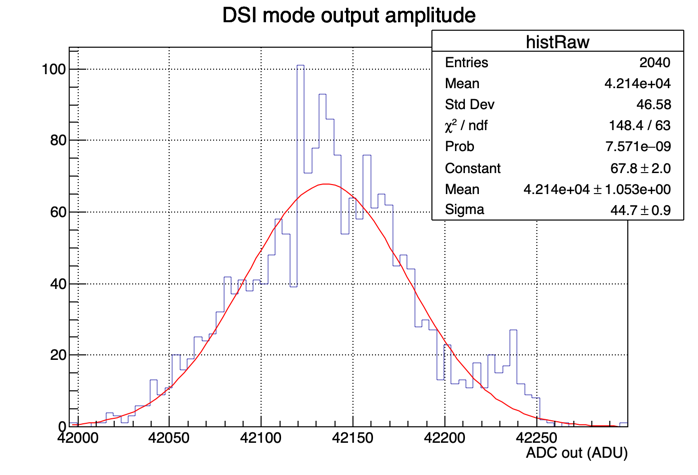 DSI mode output amplitude
histRaw
Entries 2040
Mean 4.214e+04
Std Dev 46.58
χ² / ndf 148.4 / 63
Prob 7.571e−09
Constant 67.8 ± 2.0
Mean 4.214e+04 ± 1.053e+00
Sigma 44.7 ± 0.9
100
80
60
40
20
0
42000 42050 42100 42150 42200 42250
ADC out (ADU)